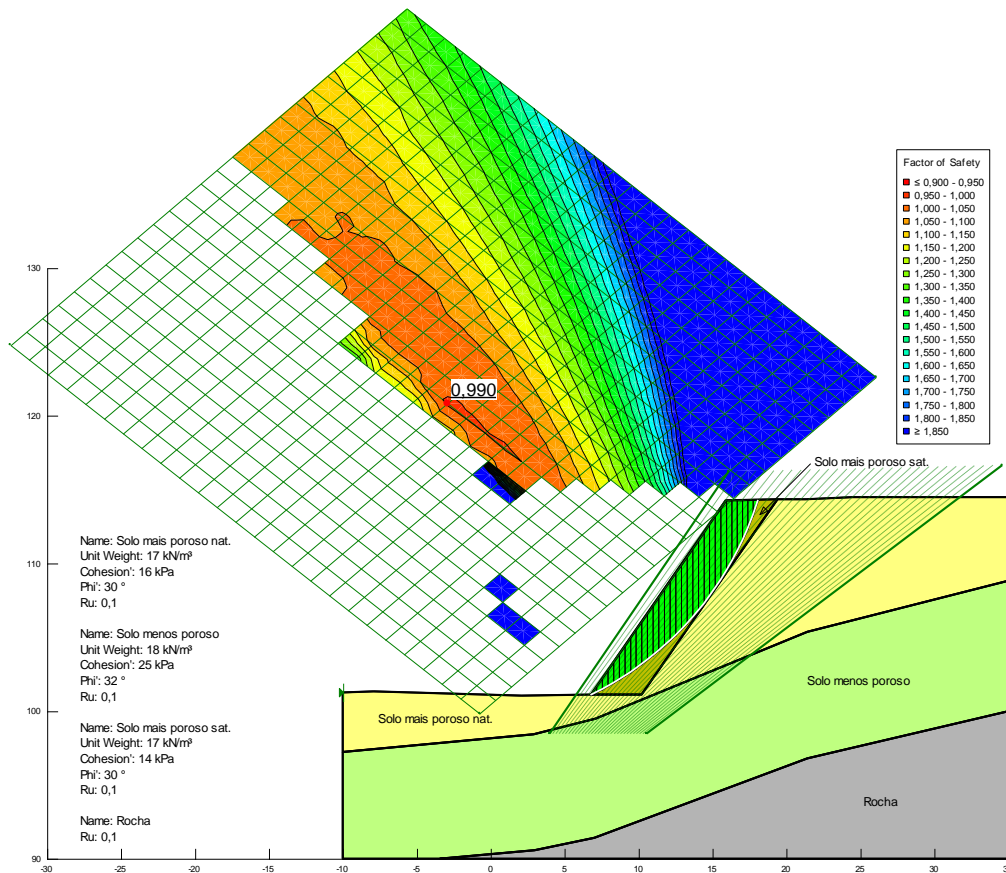 Factor of Safety
≤ 0,900 - 0,950
0,950 - 1,000
1,000 - 1,050
1,050 - 1,100
1,100 - 1,150
1,150 - 1,200
1,200 - 1,250
1,250 - 1,300
1,300 - 1,350
1,350 - 1,400
1,400 - 1,450
1,450 - 1,500
1,500 - 1,550
1,550 - 1,600
1,600 - 1,650
1,650 - 1,700
1,700 - 1,750
1,750 - 1,800
1,800 - 1,850
≥ 1,850
0,990
Solo mais poroso sat.
Name: Solo mais poroso nat.
Unit Weight: 17 kN/m³
Cohesion': 16 kPa
Phi': 30 °
Ru: 0,1
Name: Solo menos poroso
Unit Weight: 18 kN/m³
Cohesion': 25 kPa
Phi': 32 °
Ru: 0,1
Name: Solo mais poroso sat.
Unit Weight: 17 kN/m³
Cohesion': 14 kPa
Phi': 30 °
Ru: 0,1
Name: Rocha
Ru: 0,1
Solo mais poroso nat.
Solo menos poroso
Rocha
130
120
110
100
90
-30 -25 -20 -15 -10 -5 0 5 10 15 20 25 30 35